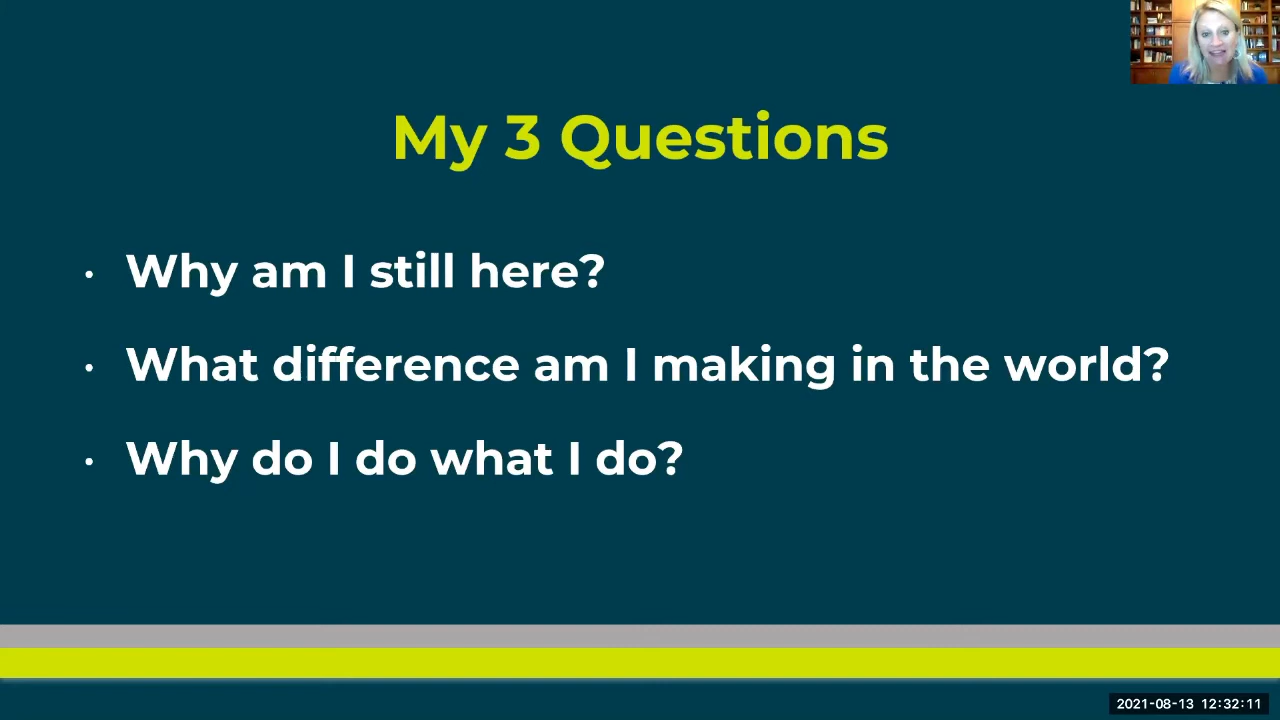 My 3 Questions
· Why am I still here?
· What difference am I making in the world?
· Why do I do what I do?
2021-08-13 12:32:11